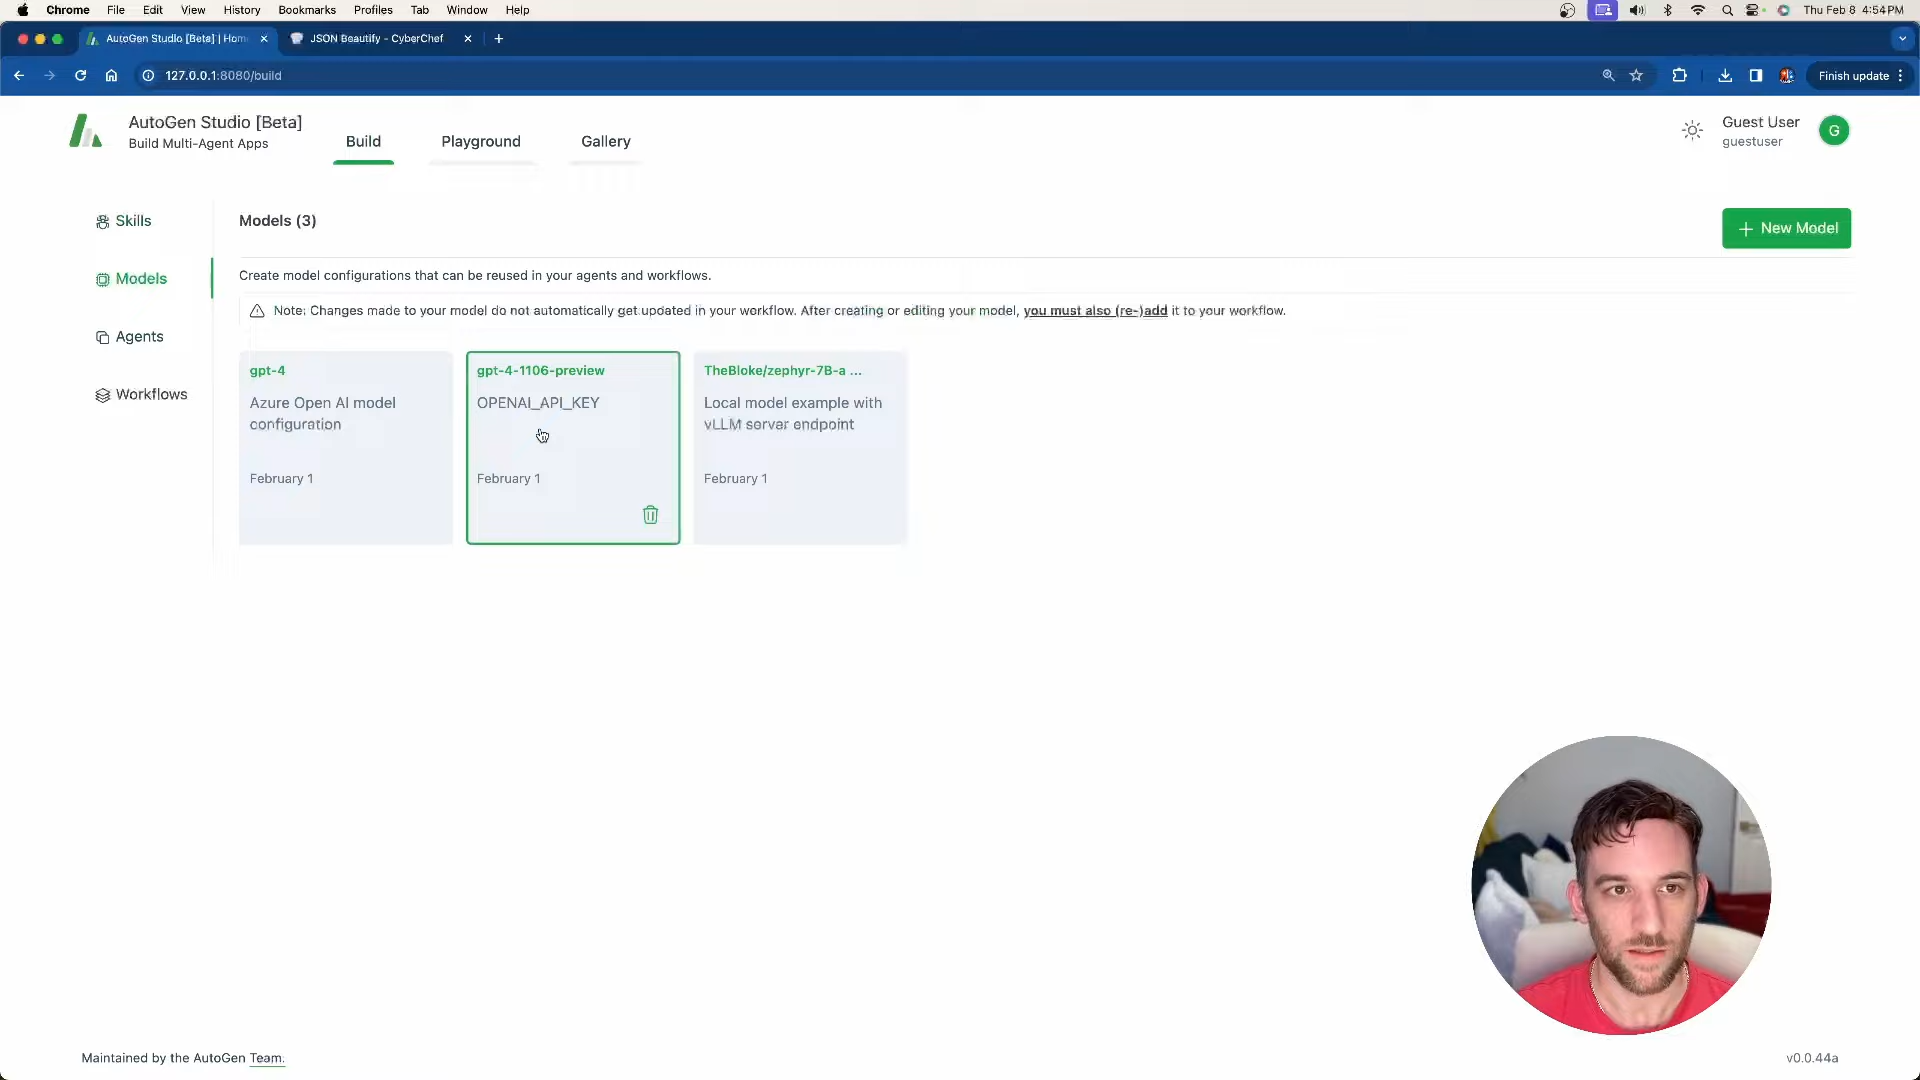 Chrome File Edit View History Bookmarks Profiles Tab Window Help Thu Feb 8 4:54 PM
AutoGen Studio [Beta] | Hom JSON Beautify - CyberChef
127.0.0.1:8080/build Finish update
AutoGen Studio [Beta]
Build Multi-Agent Apps
Build Playground Gallery
Guest User
guestuser
G
Skills
Models
Agents
Workflows
Models (3)
New Model
Create model configurations that can be reused in your agents and workflows.
Note: Changes made to your model do not automatically get updated in your workflow. After creating or editing your model, you must also (re-)add it to your workflow.
gpt-4
Azure Open AI model
configuration
February 1
gpt-4-1106-preview
OPENAI_API_KEY
February 1
TheBloke/zephyr-7B-a ...
Local model example with
vLLM server endpoint
February 1
Maintained by the AutoGen Team.
v0.0.44a